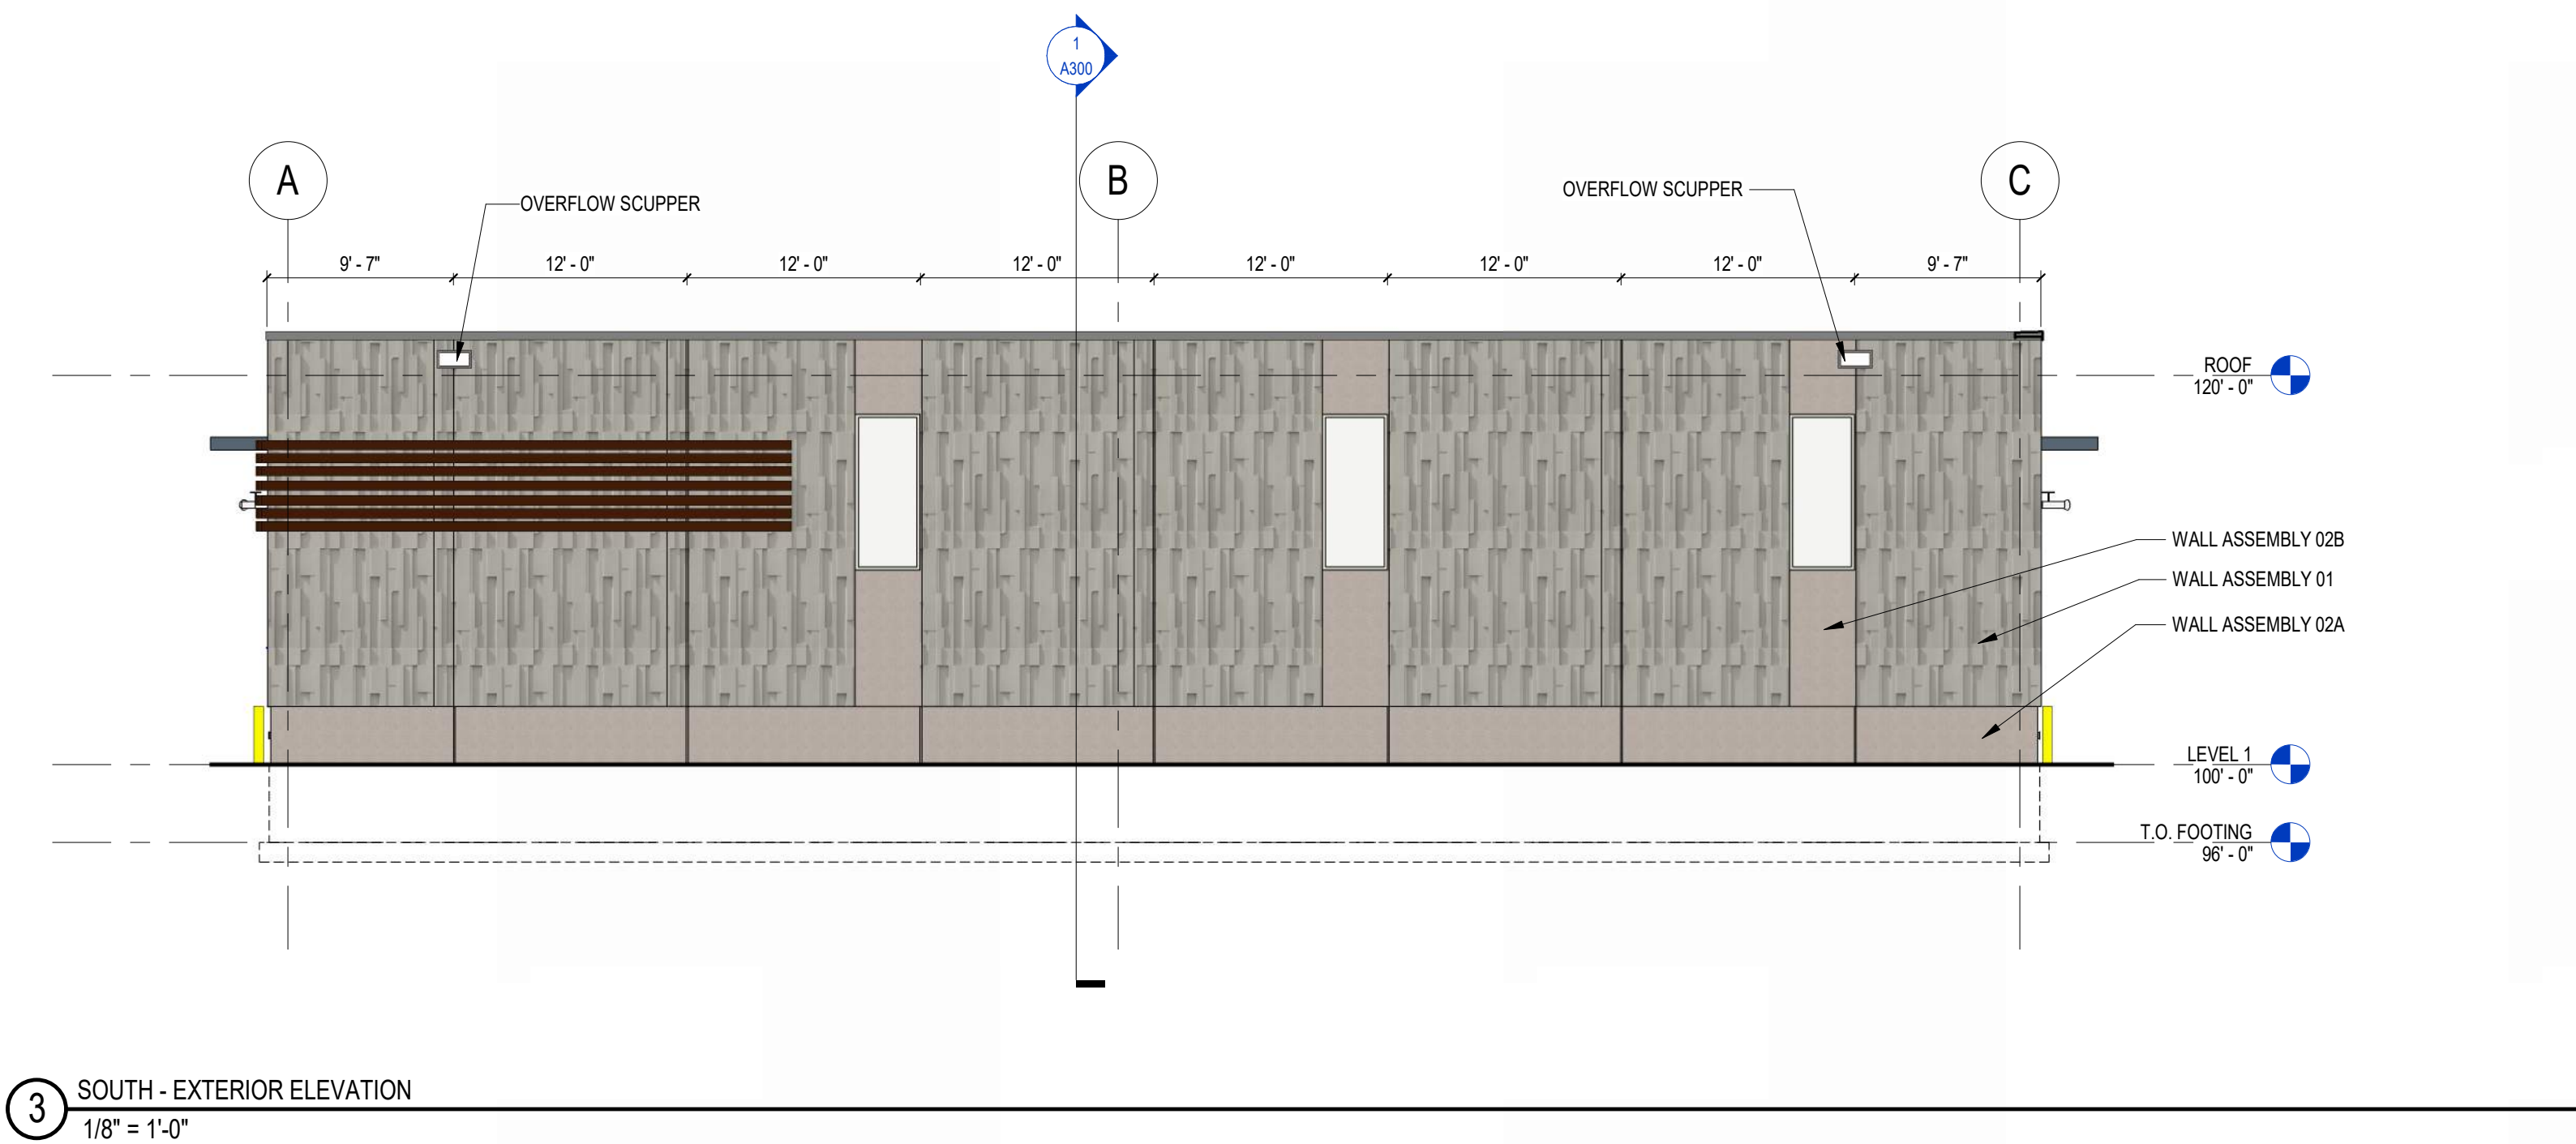 1
A300
A
B
C
OVERFLOW SCUPPER
OVERFLOW SCUPPER
9' - 7"
12' - 0"
12' - 0"
12' - 0"
12' - 0"
12' - 0"
12' - 0"
9' - 7"
ROOF
120' - 0"
WALL ASSEMBLY 02B
WALL ASSEMBLY 01
WALL ASSEMBLY 02A
LEVEL 1
100' - 0"
T.O. FOOTING
96' - 0"
3
SOUTH - EXTERIOR ELEVATION
1/8" = 1'-0"